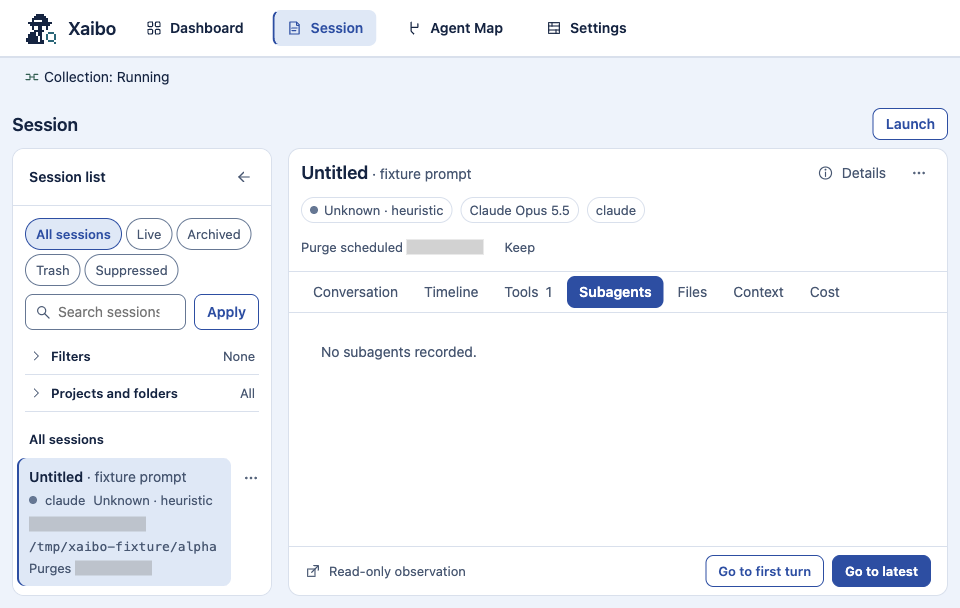 Xaibo
Dashboard
Session
Agent Map
Settings
Collection: Running
Session
Launch
Session list
All sessions
Live
Archived
Trash
Suppressed
Search sessions
Apply
Filters None
Projects and folders All
All sessions
Untitled · fixture prompt
claude Unknown · heuristic
/tmp/xaibo-fixture/alpha
Purges
Untitled · fixture prompt
Details
Unknown · heuristic
Claude Opus 5.5
claude
Purge scheduled
Keep
Conversation
Timeline
Tools 1
Subagents
Files
Context
Cost
No subagents recorded.
Read-only observation
Go to first turn
Go to latest